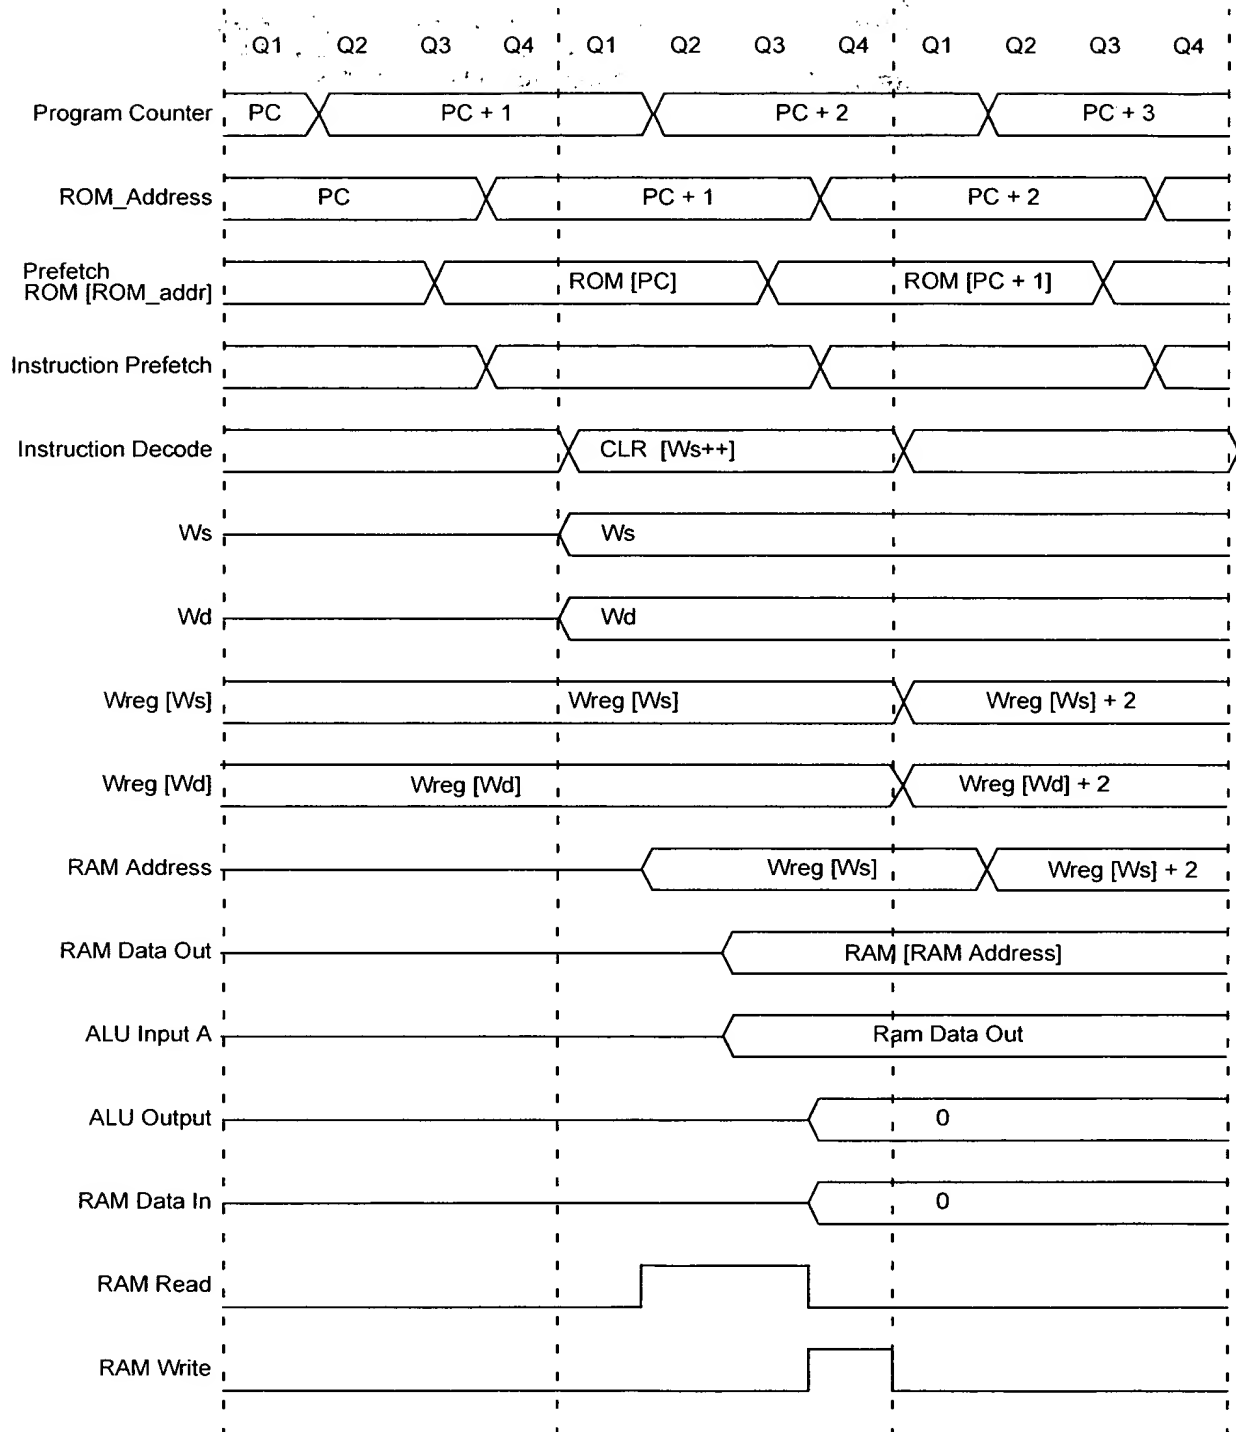 Q1 Q2 Q3 Q4 Q1 Q2 Q3 Q4 Q1 Q2 Q3 Q4
Program Counter PC PC + 1 PC + 2 PC + 3
ROM_Address PC PC + 1 PC + 2
Prefetch
ROM [ROM_addr] ROM [PC] ROM [PC + 1]
Instruction Prefetch
Instruction Decode CLR [Ws++]
Ws Ws
Wd Wd
Wreg [Ws] Wreg [Ws] Wreg [Ws] + 2
Wreg [Wd] Wreg [Wd] Wreg [Wd] + 2
RAM Address Wreg [Ws] Wreg [Ws] + 2
RAM Data Out RAM [RAM Address]
ALU Input A Ram Data Out
ALU Output 0
RAM Data In 0
RAM Read
RAM Write